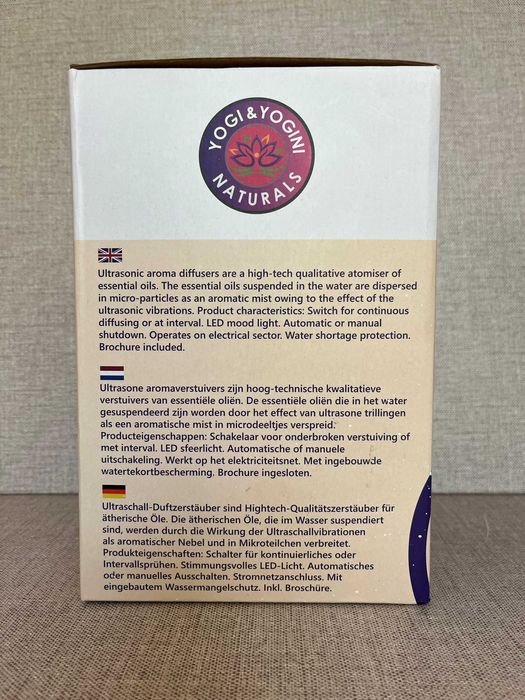 YOGI & YOGINI
NATURALS
Ultrasonic aroma diffusers are a high-tech qualitative atomiser of
essential oils. The essential oils suspended in the water are dispersed
in micro-particles as an aromatic mist owing to the effect of the
ultrasonic vibrations. Product characteristics: Switch for continuous
diffusing or at interval. LED mood light. Automatic or manual
shutdown. Operates on electrical sector. Water shortage protection.
Brochure included.
Ultrasone aromaverstuivers zijn hoog-technische kwalitatieve
verstuivers van essentiële oliën. De essentiële oliën die in het water
gesuspendeerd zijn worden door het effect van ultrasone trillingen
als een aromatische mist in microdeeltjes verspreid.
Producteigenschappen: Schakelaar voor onderbroken verstuiving of
met interval. LED sfeerlicht. Automatische of manuele
uitschakeling. Werkt op het elektriciteitsnet. Met ingebouwde
watertekortbescherming. Brochure ingesloten.
Ultraschall-Duftzerstäuber sind Hightech-Qualitätszerstäuber für
ätherische Öle. Die ätherischen Öle, die im Wasser suspendiert
sind, werden durch die Wirkung der Ultraschallvibrationen
als aromatischer Nebel und in Mikroteilchen verbreitet.
Produkteigenschaften: Schalter für kontinuierliches oder
Intervallsprühen. Stimmungsvolles LED-Licht. Automatisches
oder manuelles Ausschalten. Stromnetzanschluss. Mit
eingebautem Wassermangelschutz. Inkl. Broschüre.